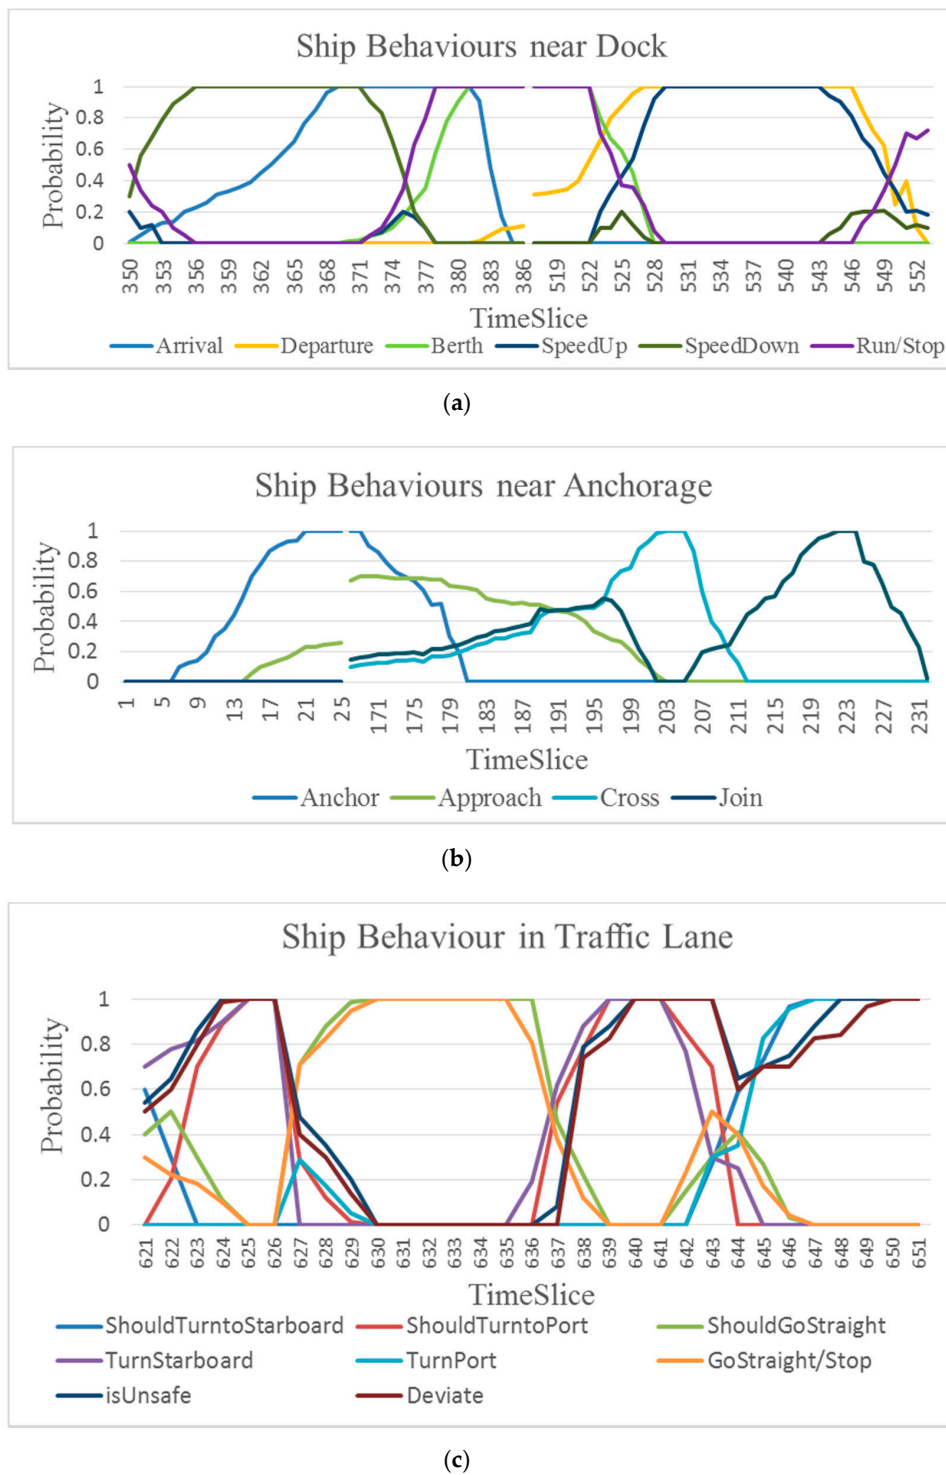 Ship Behaviours near Dock
Probability
1
0.8
0.6
0.4
0.2
0
350 353 356 359 362 365 368 371 374 377 380 383 386 519 522 525 528 531 534 537 540 543 546 549 552
TimeSlice
Arrival Departure Berth SpeedUp SpeedDown Run/Stop
(a)
Ship Behaviours near Anchorage
Probability
1
0.8
0.6
0.4
0.2
0
1 5 9 13 17 21 25 171 175 179 183 187 191 195 199 203 207 211 215 219 223 227 231
TimeSlice
Anchor Approach Cross Join
(b)
Ship Behaviour in Traffic Lane
Probability
1
0.8
0.6
0.4
0.2
0
621 622 623 624 625 626 627 628 629 630 631 632 633 634 635 636 637 638 639 640 641 642 643 644 645 646 647 648 649 650 651
TimeSlice
ShouldTurntoStarboard ShouldTurntoPort ShouldGoStraight
TurnStarboard TurnPort GoStraight/Stop
isUnsafe Deviate
(c)